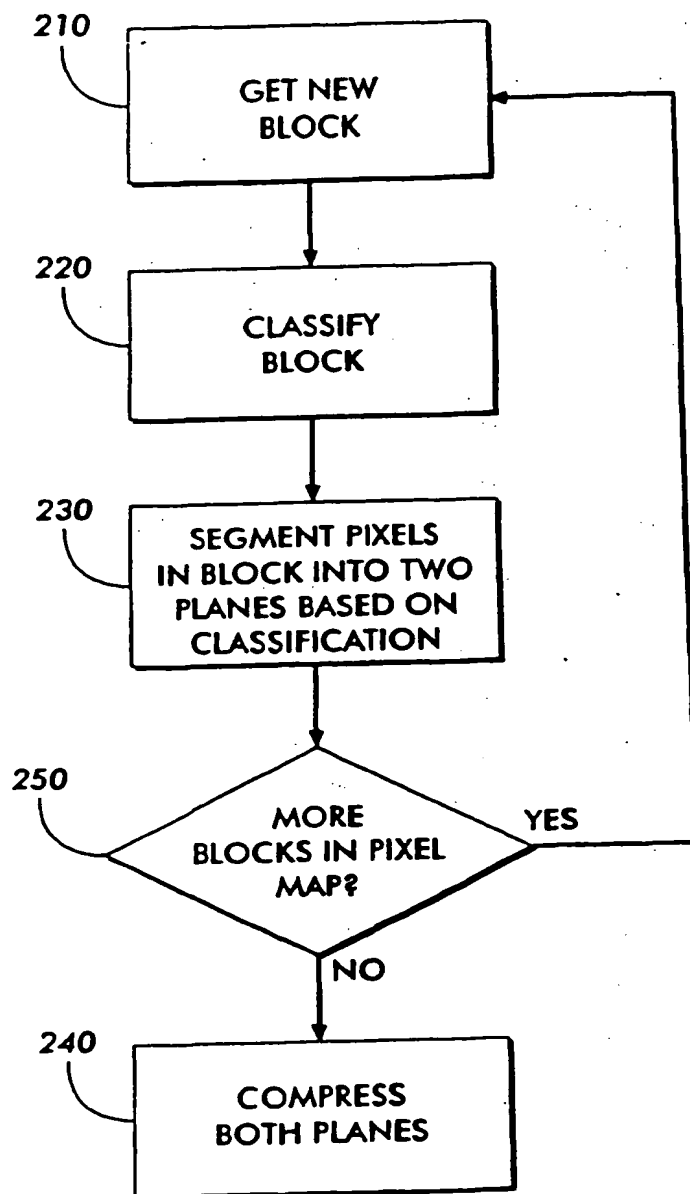 210
GET NEW
BLOCK
220
CLASSIFY
BLOCK
230
SEGMENT PIXELS
IN BLOCK INTO TWO
PLANES BASED ON
CLASSIFICATION
250
MORE
BLOCKS IN PIXEL
MAP?
YES
NO
240
COMPRESS
BOTH PLANES